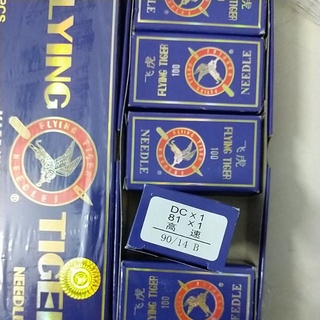 PCS
FLYING
TIGER
NEEDLE
飞虎
FLYING TIGER
100
NEEDLE
NEEDLE
飞虎
FLYING TIGER
100
DC × 1
81 × 1
高 速
90/14 B
飞虎
FLYING TIGER
100
NEEDLE